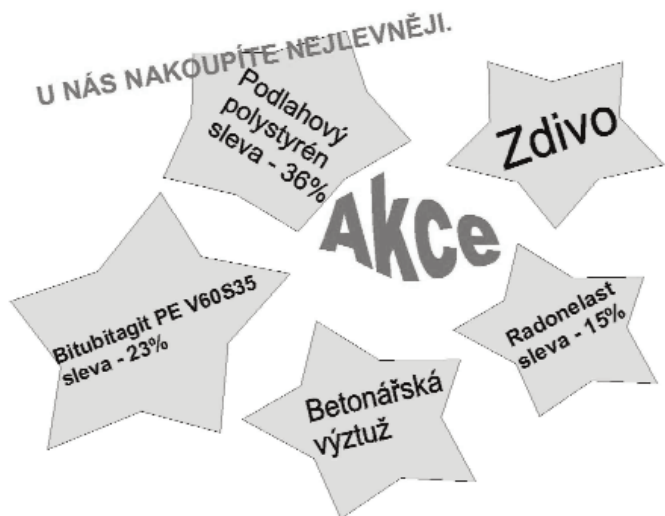 U NÁS NAKOUPÍTE NEJLEVNĚJI.
Podlahový
polystyrén
sleva - 36%
Zdivo
Akce
Bitubitagit PE V60S35
sleva - 23%
Radonelast
sleva - 15%
Betonářská
výztuž